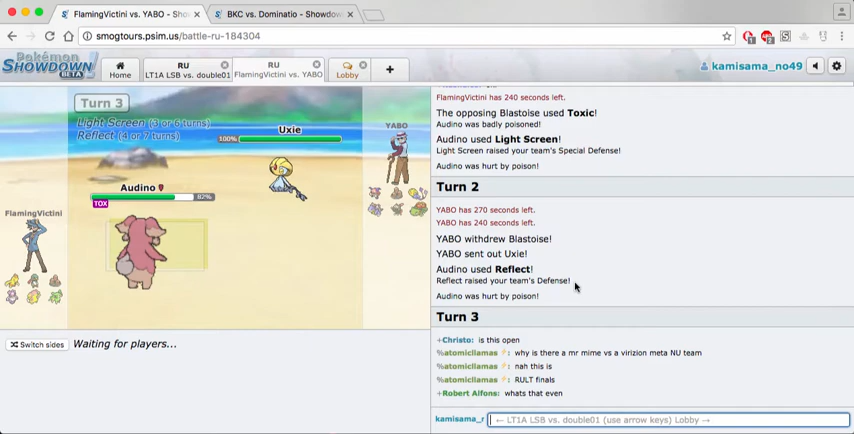 FlamingVictini vs. YABO - Sho
BKC vs. Dominatio - Showdow
smogtours.psim.us/battle-ru-184304
Pokémon
SHOWDOWN!
BETA
Home
RU
LT1A LSB vs. double01
RU
FlamingVictini vs. YABO
Lobby
+
kamisama_no49
Turn 3
Light Screen (3 or 6 turns)
Reflect (4 or 7 turns)
Uxie
100%
YABO
Audino
82%
TOX
FlamingVictini
Switch sides
Waiting for players...
FlamingVictini has 240 seconds left.
The opposing Blastoise used Toxic!
Audino was badly poisoned!
Audino used Light Screen!
Light Screen raised your team's Special Defense!
Audino was hurt by poison!
Turn 2
YABO has 270 seconds left.
YABO has 240 seconds left.
YABO withdrew Blastoise!
YABO sent out Uxie!
Audino used Reflect!
Reflect raised your team's Defense!
Audino was hurt by poison!
Turn 3
+Christo: is this open
%atomicllamas⚡: why is there a mr mime vs a virizion meta NU team
%atomicllamas⚡: nah this is
%atomicllamas⚡: RULT finals
+Robert Alfons: whats that even
kamisama_r
← LT1A LSB vs. double01 (use arrow keys) Lobby →